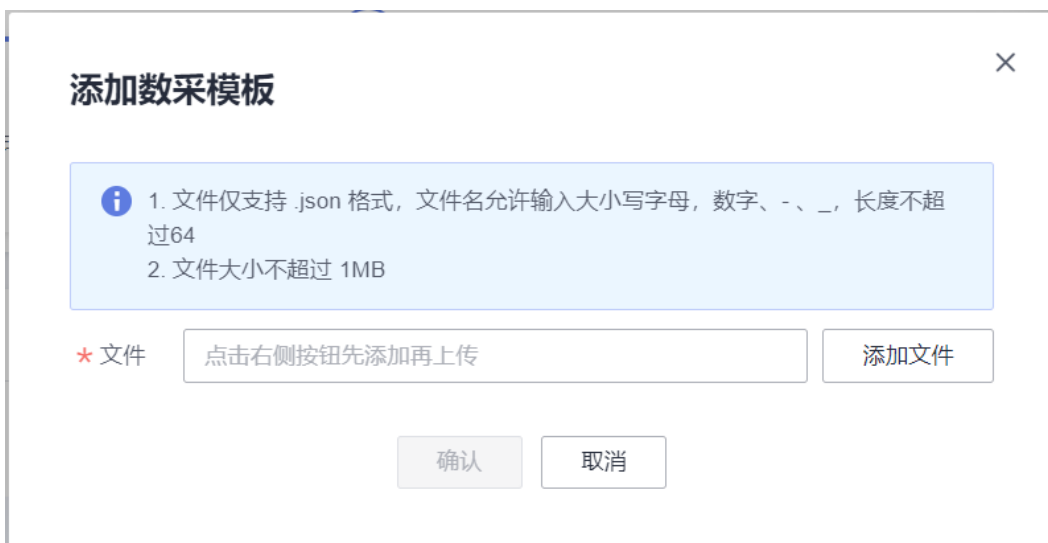 添加数采模板
1. 文件仅支持 .json 格式，文件名允许输入大小写字母，数字、- 、_，长度不超
过64
2. 文件大小不超过 1MB
* 文件 点击右侧按钮先添加再上传 添加文件
确认 取消